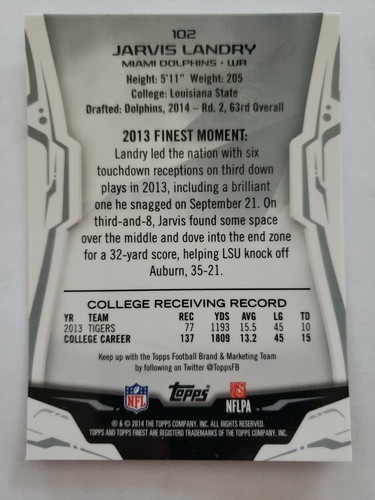 102
JARVIS LANDRY
MIAMI DOLPHINS • WR
Height: 5'11" Weight: 205
College: Louisiana State
Drafted: Dolphins, 2014 – Rd. 2, 63rd Overall
2013 FINEST MOMENT:
Landry led the nation with six
touchdown receptions on third down
plays in 2013, including a brilliant
one he snagged on September 21. On
third-and-8, Jarvis found some space
over the middle and dove into the end zone
for a 32-yard score, helping LSU knock off
Auburn, 35-21.
COLLEGE RECEIVING RECORD
YR TEAM REC YDS AVG LG TD
2013 TIGERS 77 1193 15.5 45 10
COLLEGE CAREER 137 1809 13.2 45 15
Keep up with the Topps Football Brand & Marketing Team
by following on Twitter @ToppsFB
NFL Topps NFLPA
® & © 2014 THE TOPPS COMPANY, INC. ALL RIGHTS RESERVED.
TOPPS AND TOPPS FINEST ARE REGISTERD TRADEMARKS OF THE TOPPS COMPANY, INC.